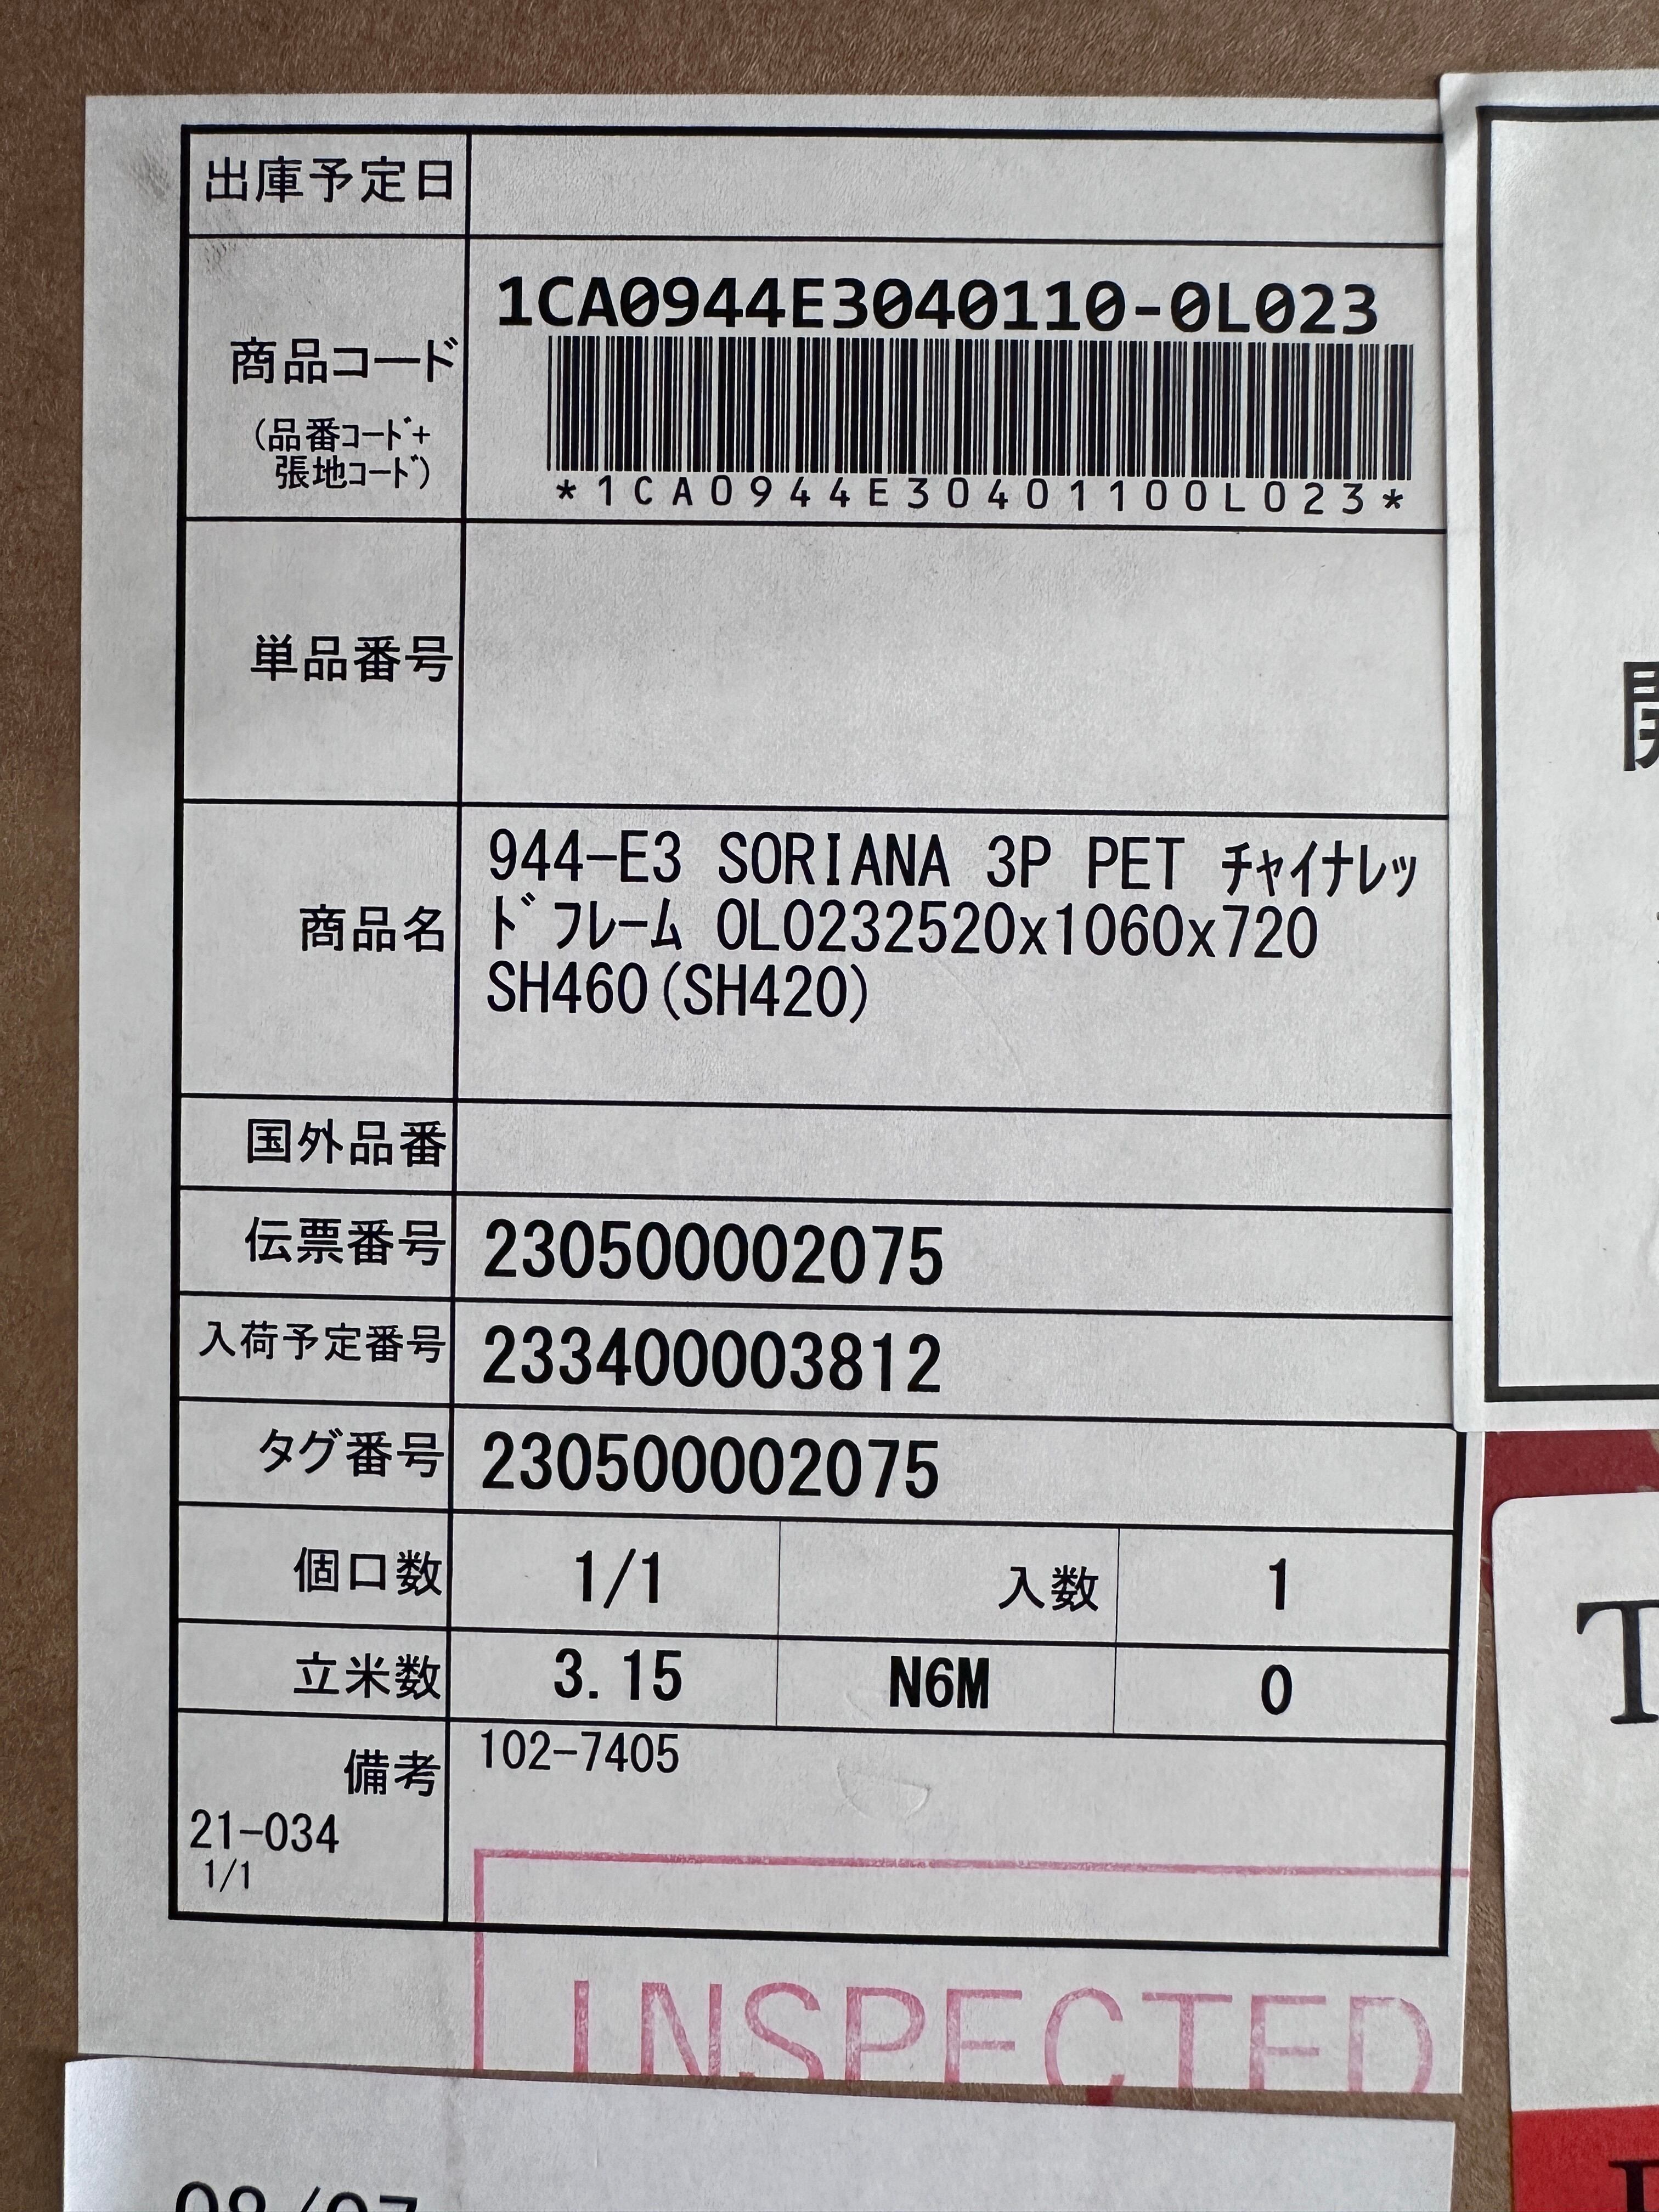 出庫予定日
商品コード
(品番ｺｰﾄﾞ+
張地ｺｰﾄﾞ)
1CA0944E3040110-0L023
*1CA0944E30401100L023*
単品番号
商品名
944-E3 SORIANA 3P PET ﾁｬｲﾅﾚｯ
ﾄﾞﾌﾚｰﾑ 0L0232520x1060x720
SH460(SH420)
国外品番
伝票番号 230500002075
入荷予定番号 233400003812
タグ番号 230500002075
個口数 1/1 入数 1
立米数 3.15 N6M 0
備考 102-7405
21-034
1/1
INSPECTED